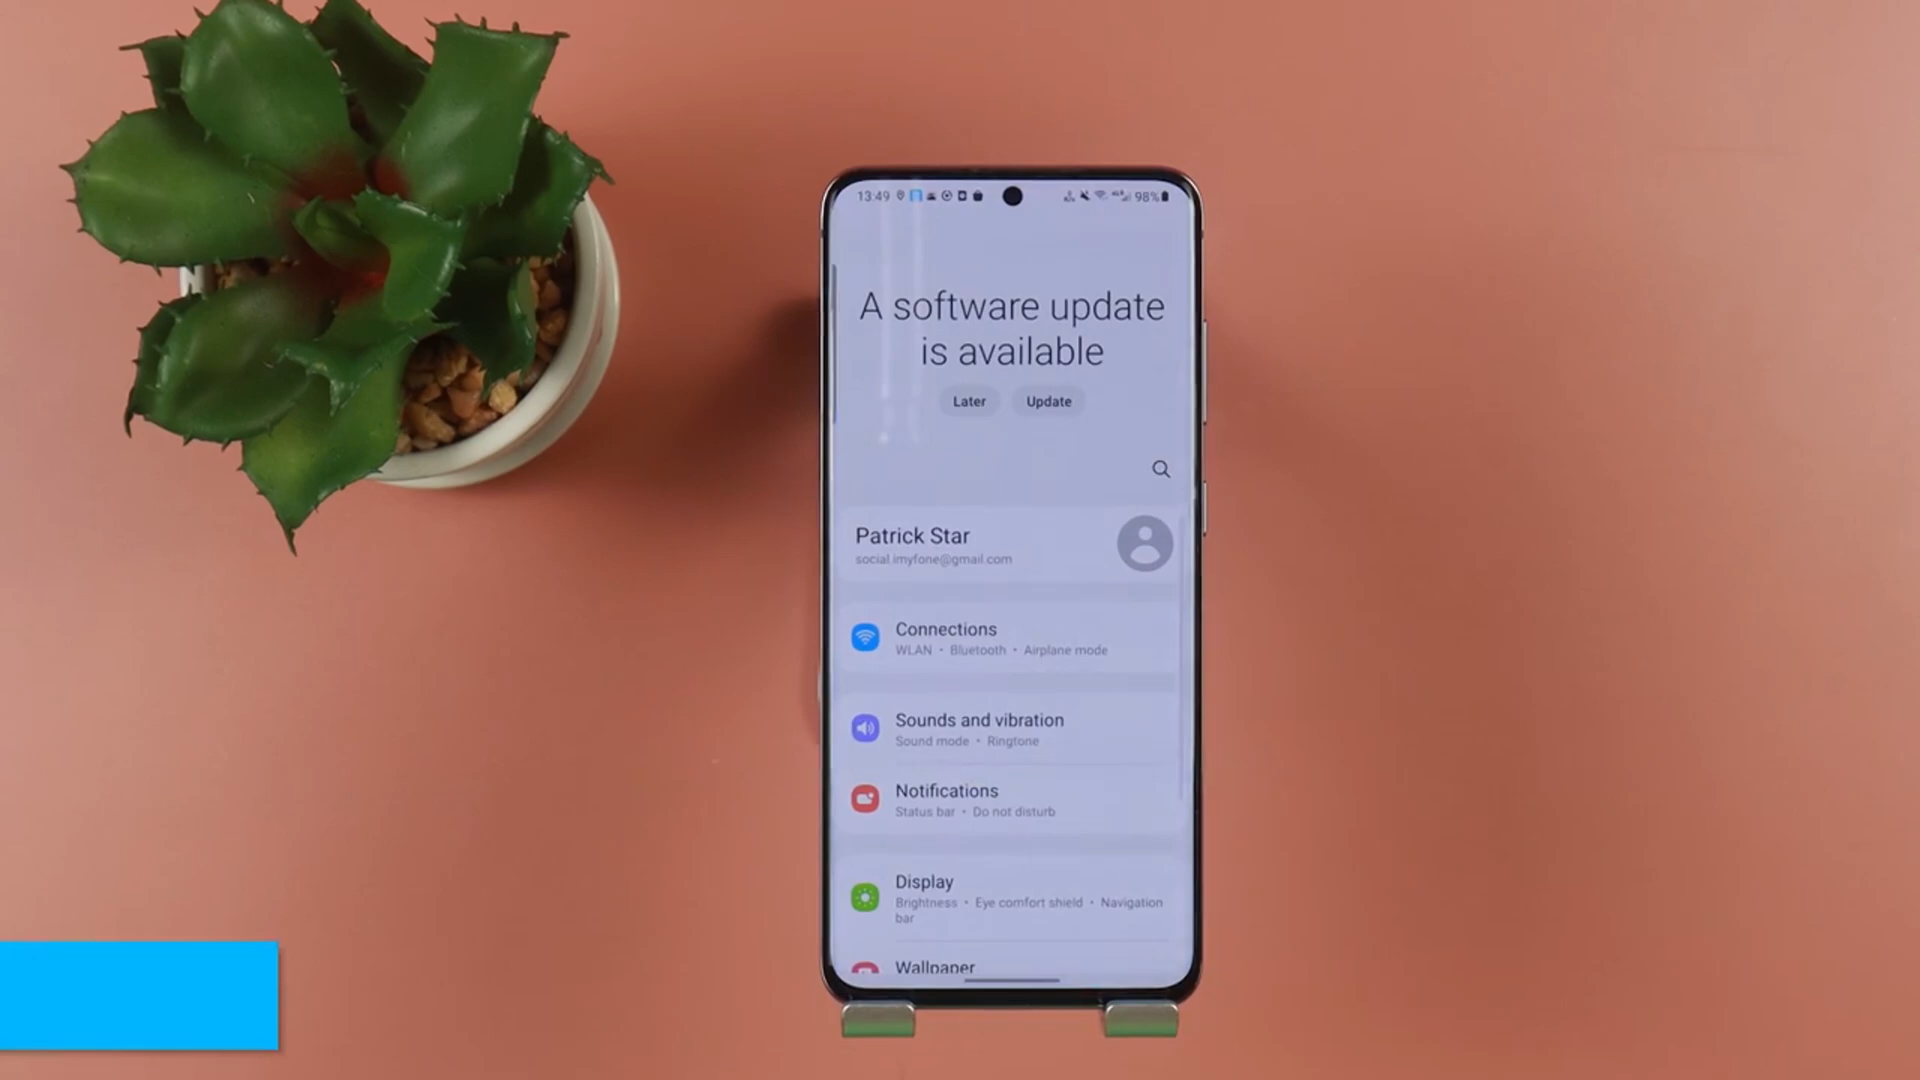 13:49
98%
A software update
is available
Later Update
Patrick Star
social.imyfone@gmail.com
Connections
WLAN • Bluetooth • Airplane mode
Sounds and vibration
Sound mode • Ringtone
Notifications
Status bar • Do not disturb
Display
Brightness • Eye comfort shield • Navigation
bar
Wallpaper